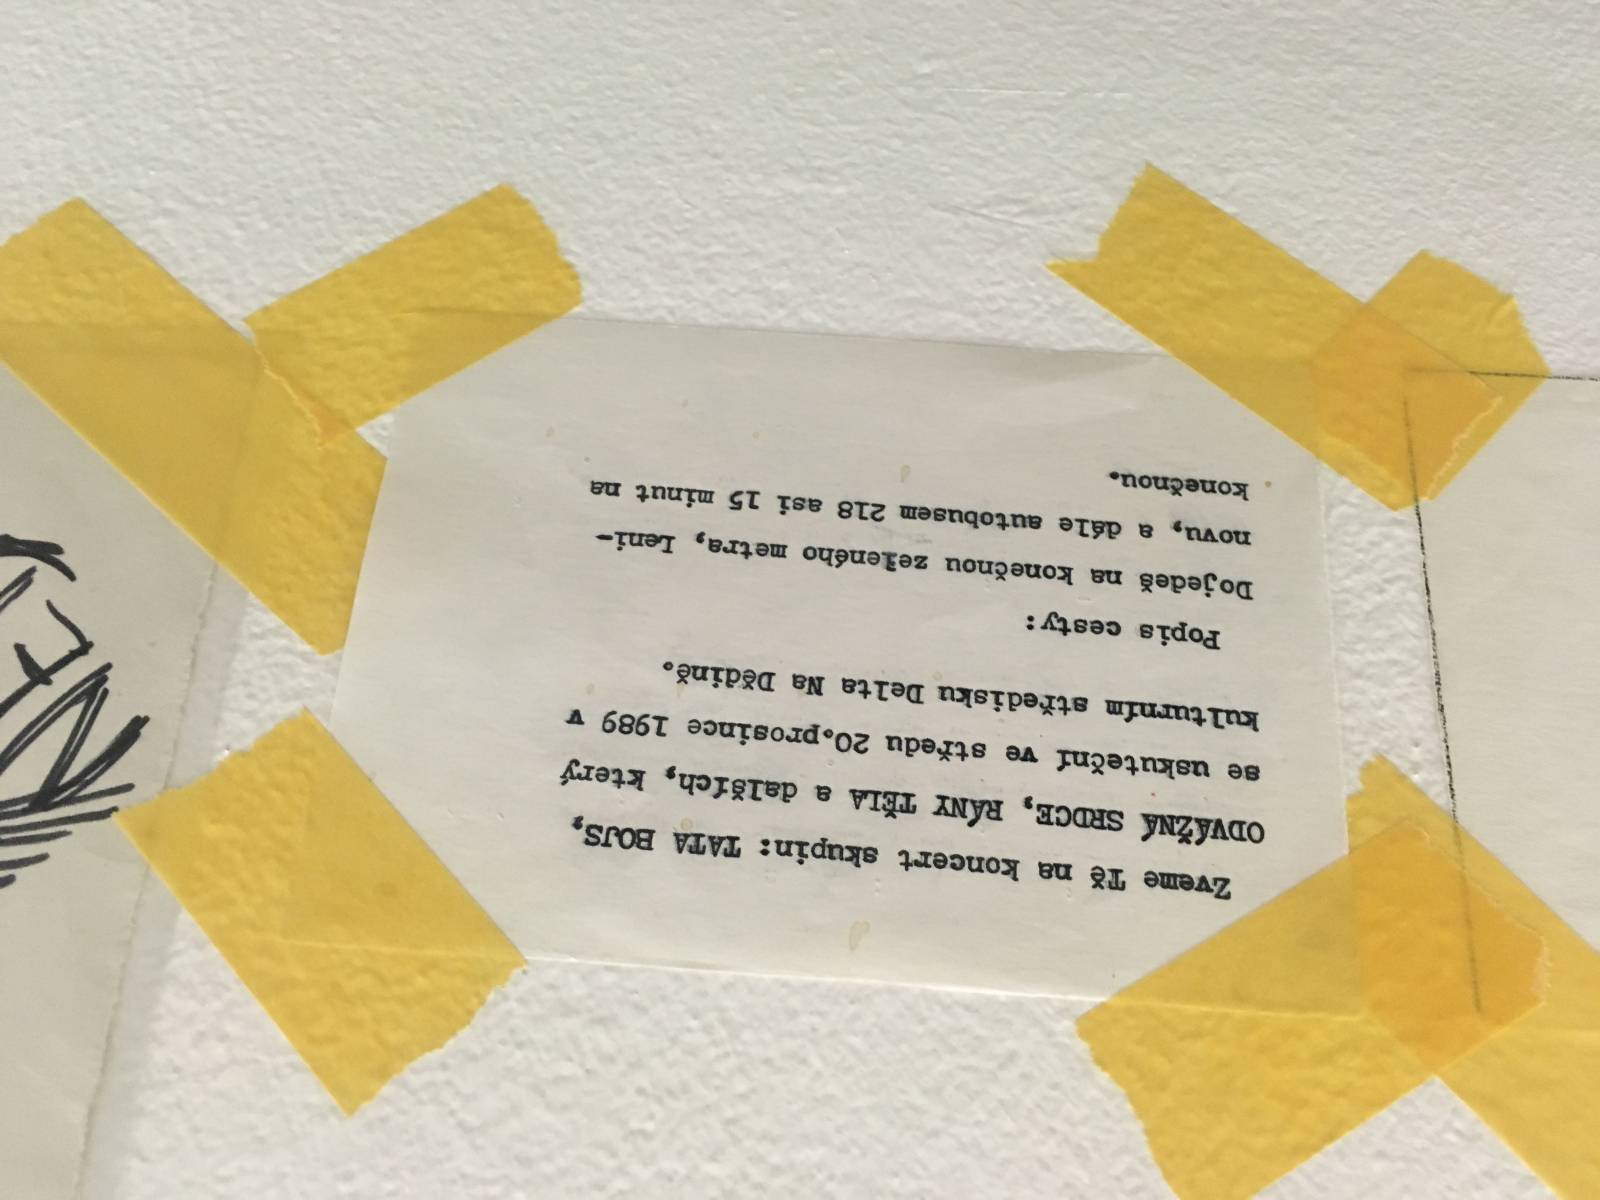 Zveme Tě na koncert skupin: TATA BOJS,
ODVÁŽNÁ SRDCE, RÁNY TĚLA a dalších, který
se uskuteční ve středu 20.prosince 1989 v
kulturním středisku Delta Na Dědině.
Popis cesty:
Dojedeš na konečnou zeleného metra, Leni-
novu, a dále autobusem 218 asi 15 minut na
konečnou.